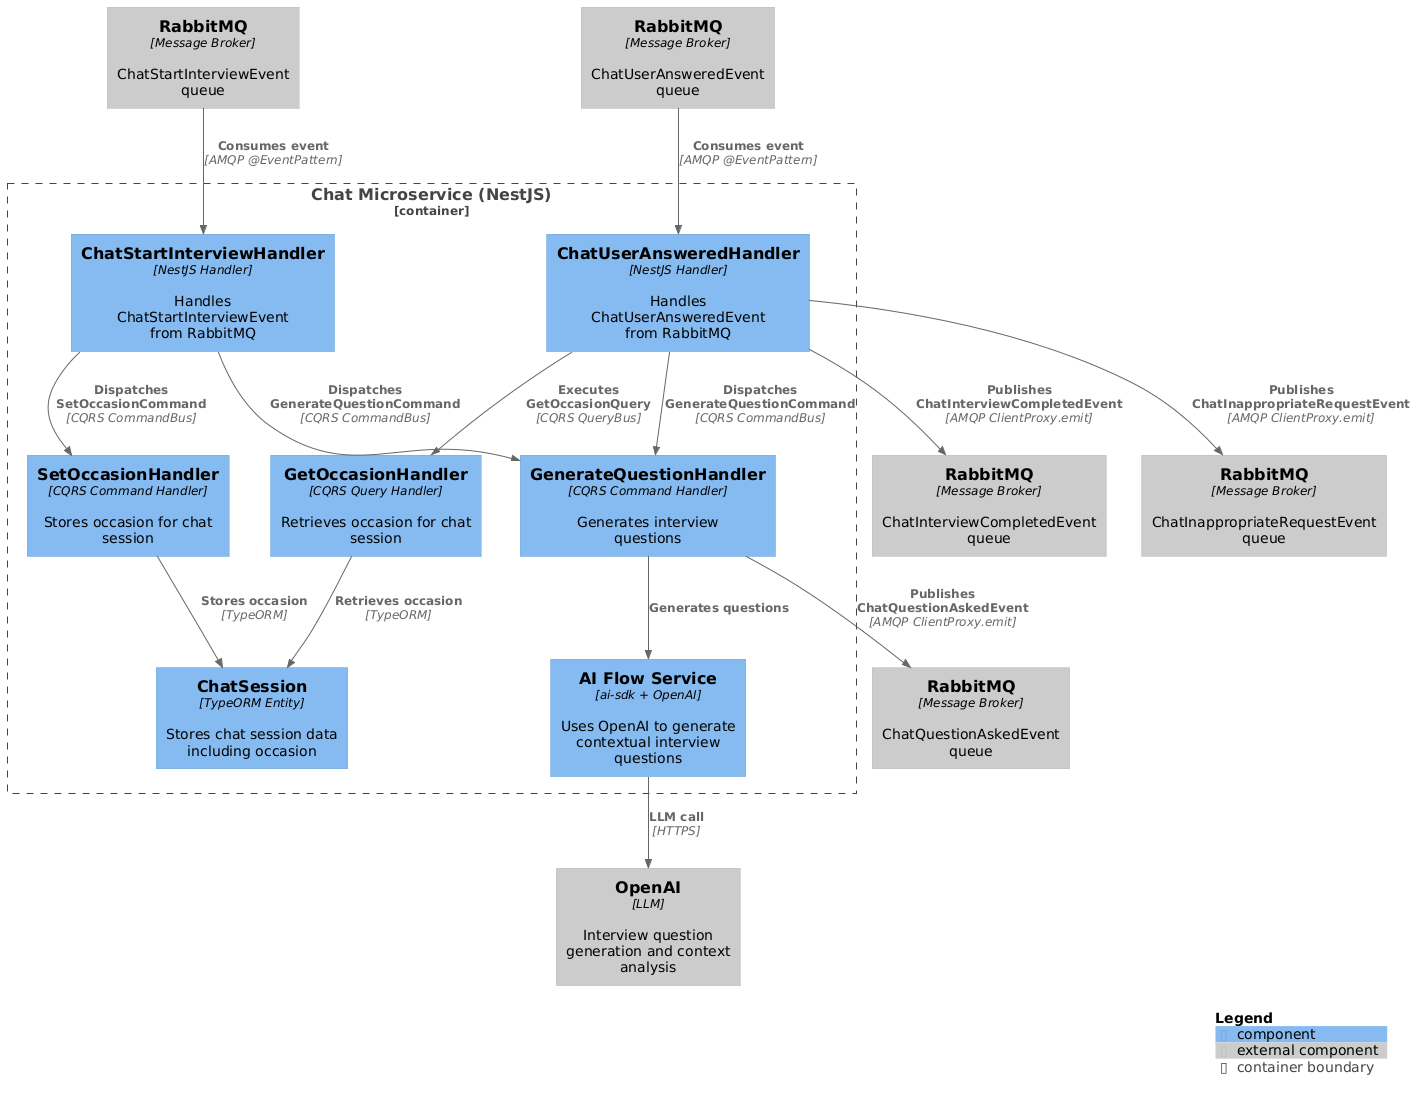 RabbitMQ
[Message Broker]
ChatStartInterviewEvent
queue
RabbitMQ
[Message Broker]
ChatUserAnsweredEvent
queue
Consumes event
[AMQP @EventPattern]
Consumes event
[AMQP @EventPattern]
Chat Microservice (NestJS)
[container]
ChatStartInterviewHandler
[NestJS Handler]
Handles
ChatStartInterviewEvent
from RabbitMQ
ChatUserAnsweredHandler
[NestJS Handler]
Handles
ChatUserAnsweredEvent
from RabbitMQ
Dispatches
SetOccasionCommand
[CQRS CommandBus]
Dispatches
GenerateQuestionCommand
[CQRS CommandBus]
Executes
GetOccasionQuery
[CQRS QueryBus]
Dispatches
GenerateQuestionCommand
[CQRS CommandBus]
Publishes
ChatInterviewCompletedEvent
[AMQP ClientProxy.emit]
Publishes
ChatInappropriateRequestEvent
[AMQP ClientProxy.emit]
SetOccasionHandler
[CQRS Command Handler]
Stores occasion for chat
session
GetOccasionHandler
[CQRS Query Handler]
Retrieves occasion for chat
session
GenerateQuestionHandler
[CQRS Command Handler]
Generates interview
questions
RabbitMQ
[Message Broker]
ChatInterviewCompletedEvent
queue
RabbitMQ
[Message Broker]
ChatInappropriateRequestEvent
queue
Stores occasion
[TypeORM]
Retrieves occasion
[TypeORM]
Generates questions
Publishes
ChatQuestionAskedEvent
[AMQP ClientProxy.emit]
ChatSession
[TypeORM Entity]
Stores chat session data
including occasion
AI Flow Service
[ai-sdk + OpenAI]
Uses OpenAI to generate
contextual interview
questions
RabbitMQ
[Message Broker]
ChatQuestionAskedEvent
queue
LLM call
[HTTPS]
OpenAI
[LLM]
Interview question
generation and context
analysis
Legend
component
external component
container boundary